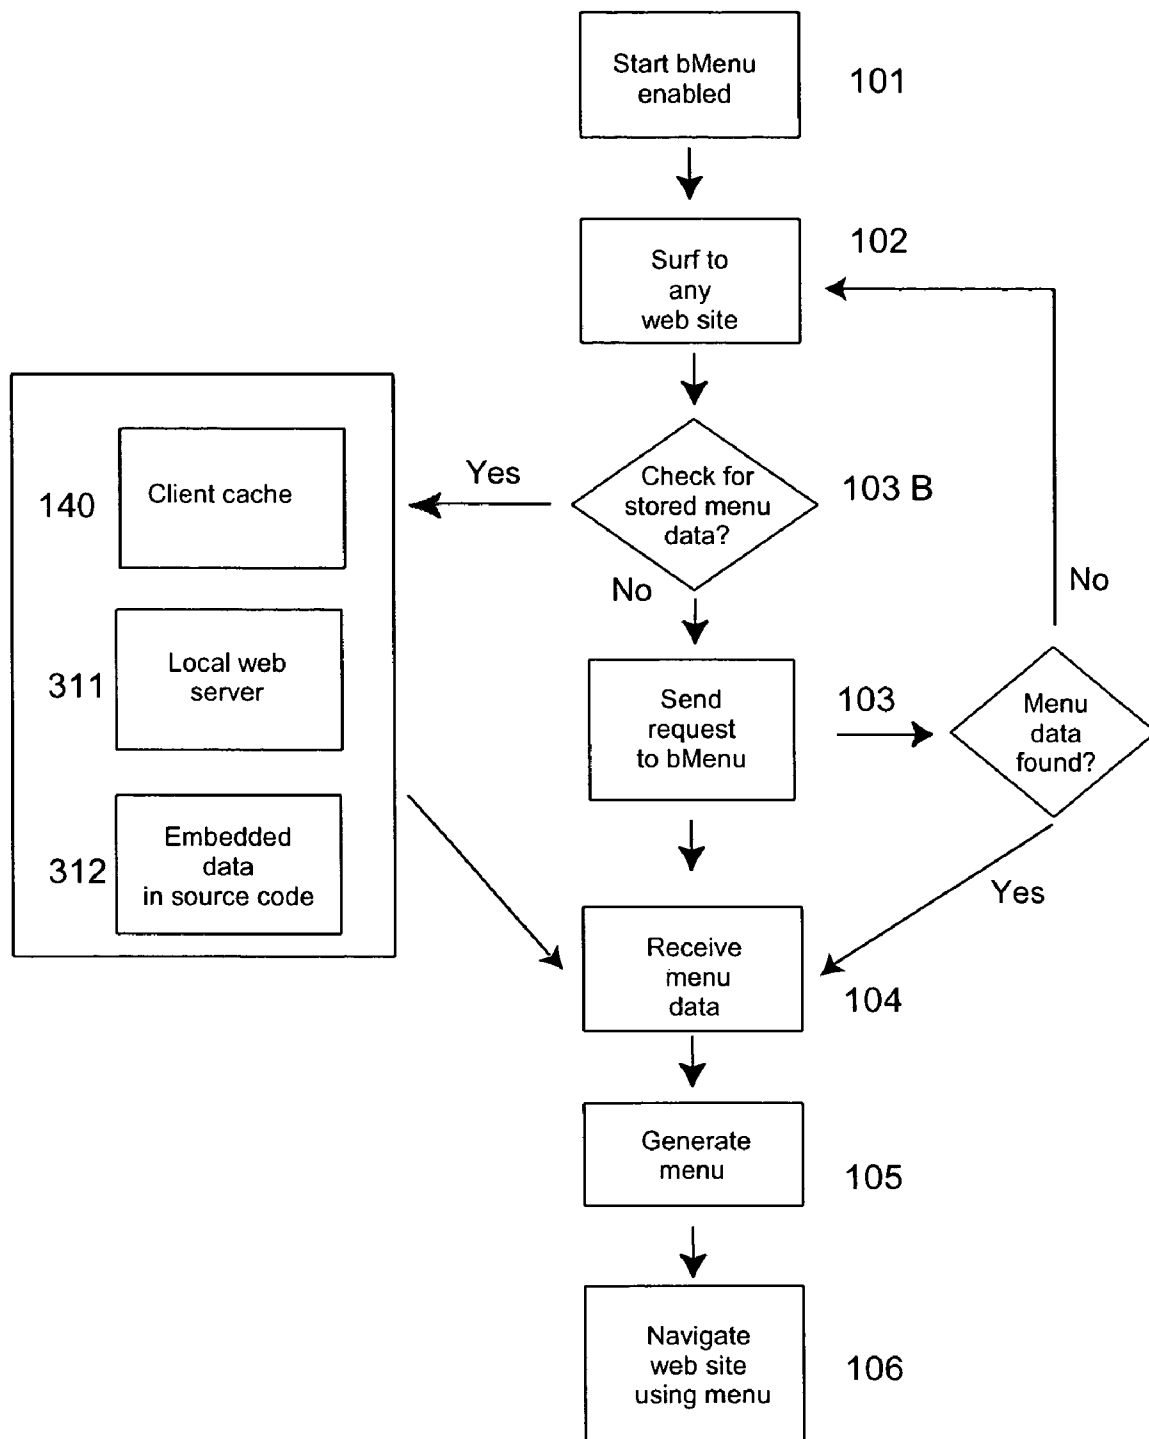 Start bMenu
enabled
101
102
Surf to
any
web site
Yes
Check for
stored menu
data?
103 B
No
No
140
Client cache
311
Local web
server
312
Embedded
data
in source code
Send
request
to bMenu
103
Menu
data
found?
Yes
Receive
menu
data
104
Generate
menu
105
Navigate
web site
using menu
106